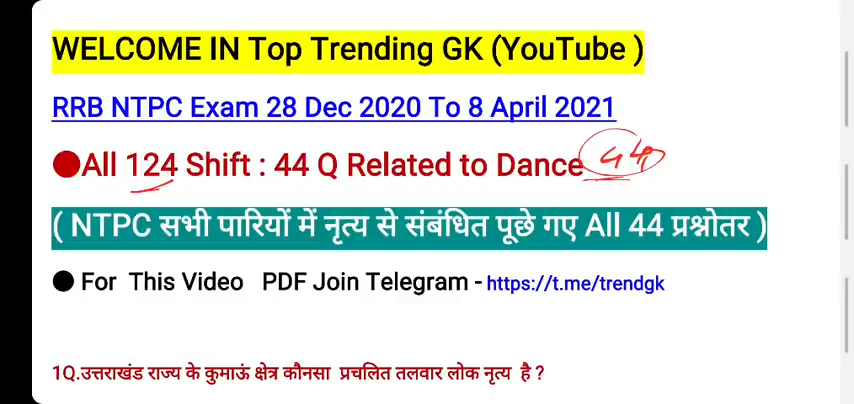 WELCOME IN Top Trending GK (YouTube )
RRB NTPC Exam 28 Dec 2020 To 8 April 2021
●All 124 Shift : 44 Q Related to Dance 44
( NTPC सभी पारियों में नृत्य से संबंधित पूछे गए All 44 प्रश्नोतर )
● For This Video PDF Join Telegram - https://t.me/trendgk
1Q.उत्तराखंड राज्य के कुमाऊं क्षेत्र कौनसा प्रचलित तलवार लोक नृत्य है ?